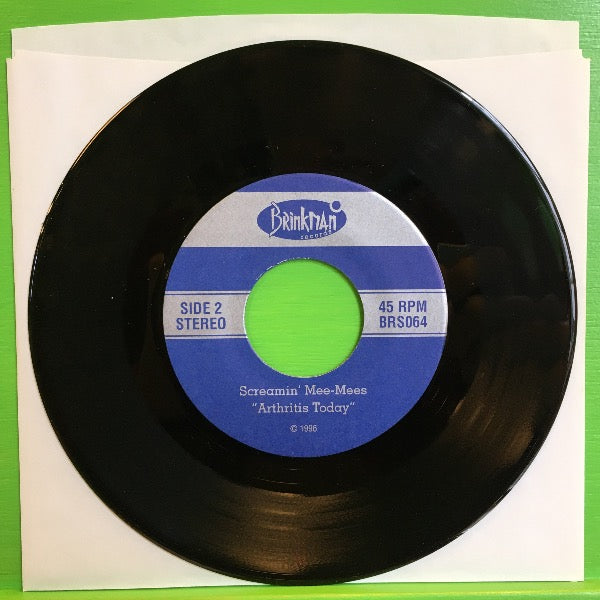 BRINKMAN
records
SIDE 2
STEREO
45 RPM
BRS064
Screamin' Mee-Mees
"Arthritis Today"
© 1996